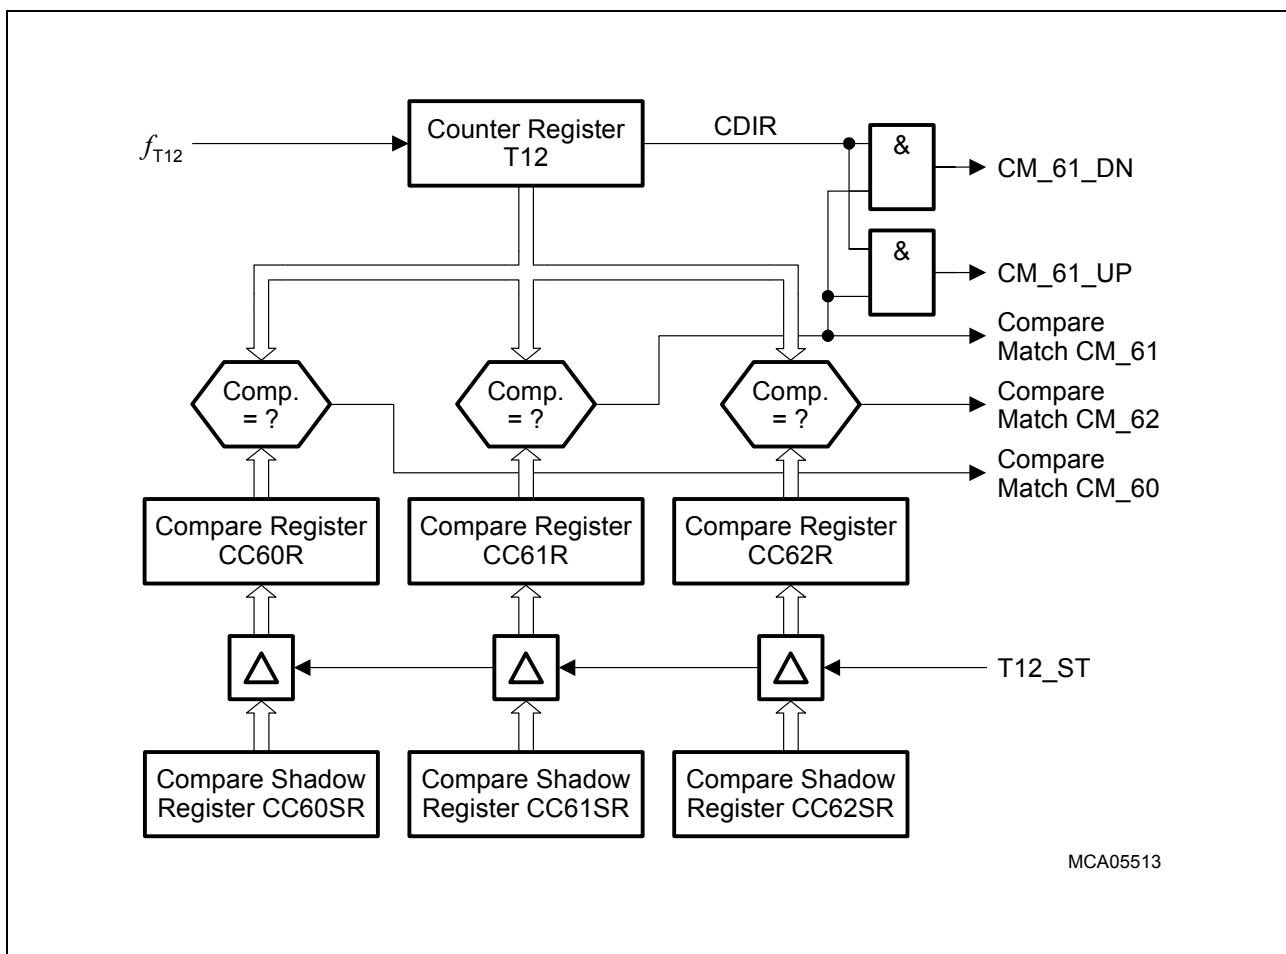 Counter Register
T12
f T12
CDIR
&
CM_61_DN
&
CM_61_UP
Compare
Match CM_61
Comp.
= ?
Comp.
= ?
Comp.
= ?
Compare
Match CM_62
Compare
Match CM_60
Compare Register
CC60R
Compare Register
CC61R
Compare Register
CC62R
T12_ST
Compare Shadow
Register CC60SR
Compare Shadow
Register CC61SR
Compare Shadow
Register CC62SR
MCA05513